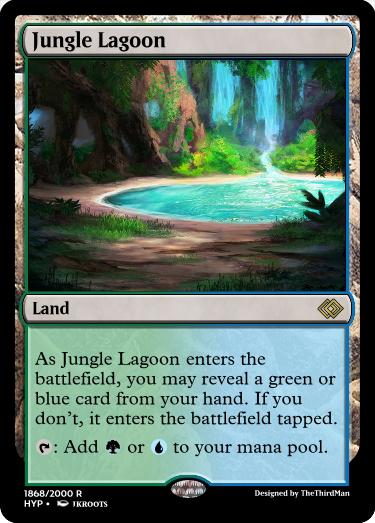 Jungle Lagoon
Land
As Jungle Lagoon enters the
battlefield, you may reveal a green or
blue card from your hand. If you
don't, it enters the battlefield tapped.
: Add or to your mana pool.
1868/2000 R
HYP • JKROOTS
Designed by TheThirdMan